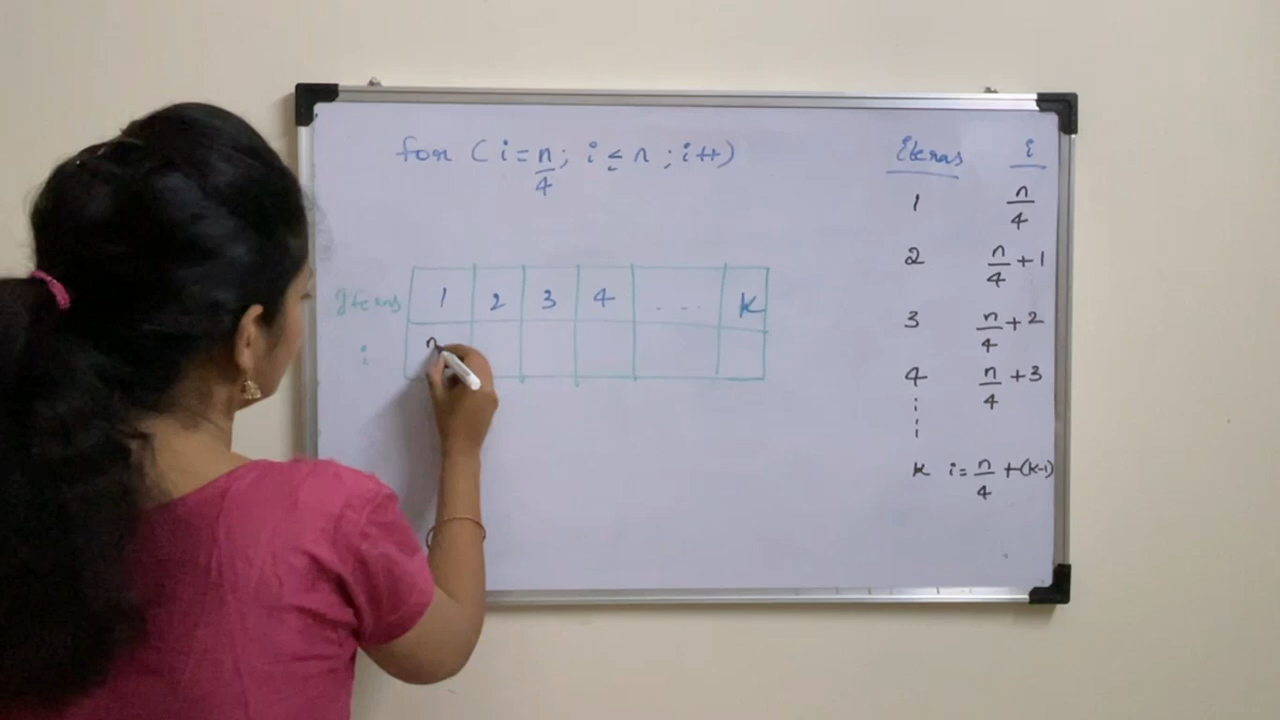 for ( i = n/4 ; i ≤ n ; i++)
Iterns 1 2 3 4 ... k
i n
Iterns i
1 n/4
2 n/4 + 1
3 n/4 + 2
4 n/4 + 3
k i = n/4 + (k-1)